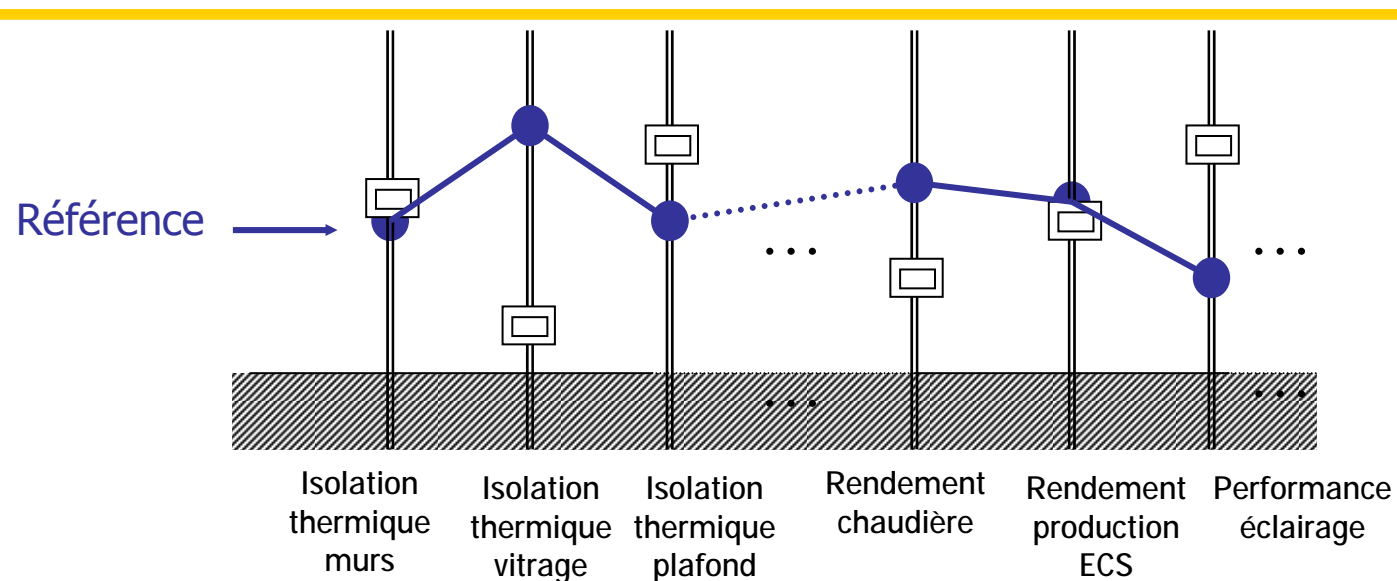 Référence
...
...
...
...
Isolation
thermique
murs
Isolation
thermique
vitrage
Isolation
thermique
plafond
Rendement
chaudière
Rendement
production
ECS
Performance
éclairage